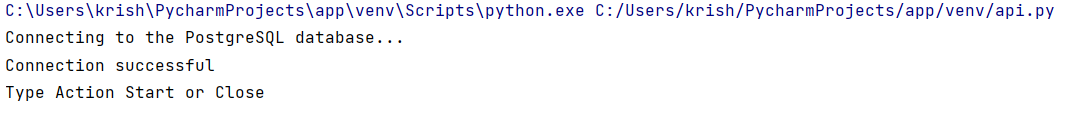 C:\Users\krish\PycharmProjects\app\venv\Scripts\python.exe C:/Users/krish/PycharmProjects/app/venv/api.py
Connecting to the PostgreSQL database...
Connection successful
Type Action Start or Close